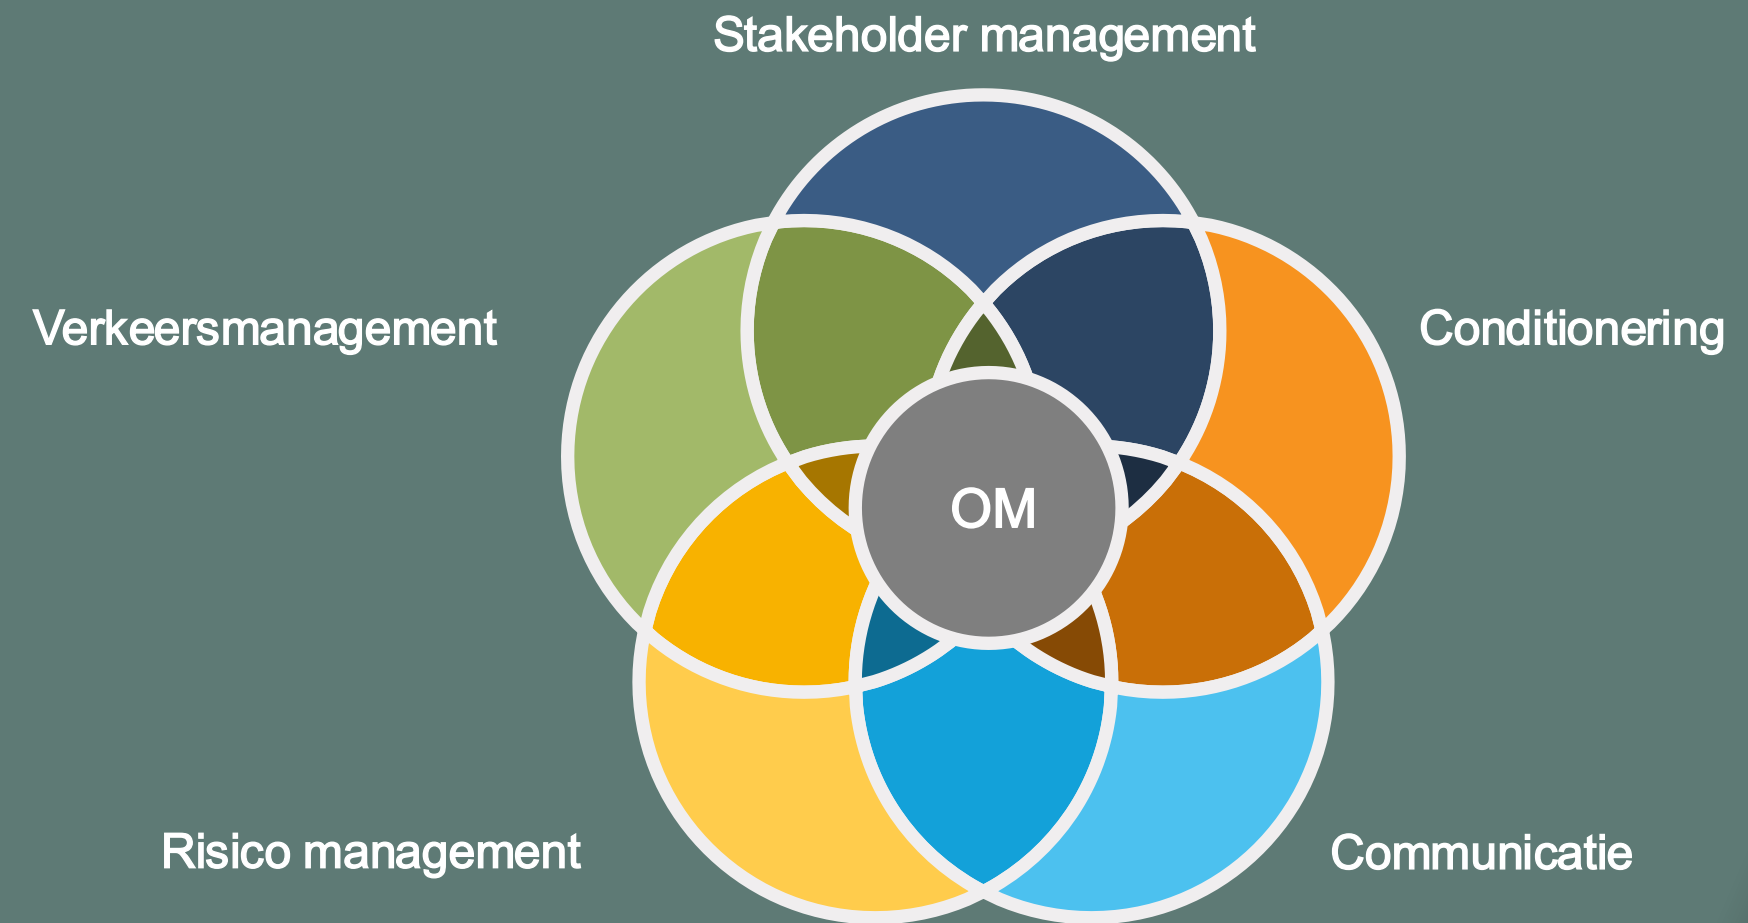 Stakeholder management
Verkeersmanagement
Conditionering
OM
Risico management
Communicatie